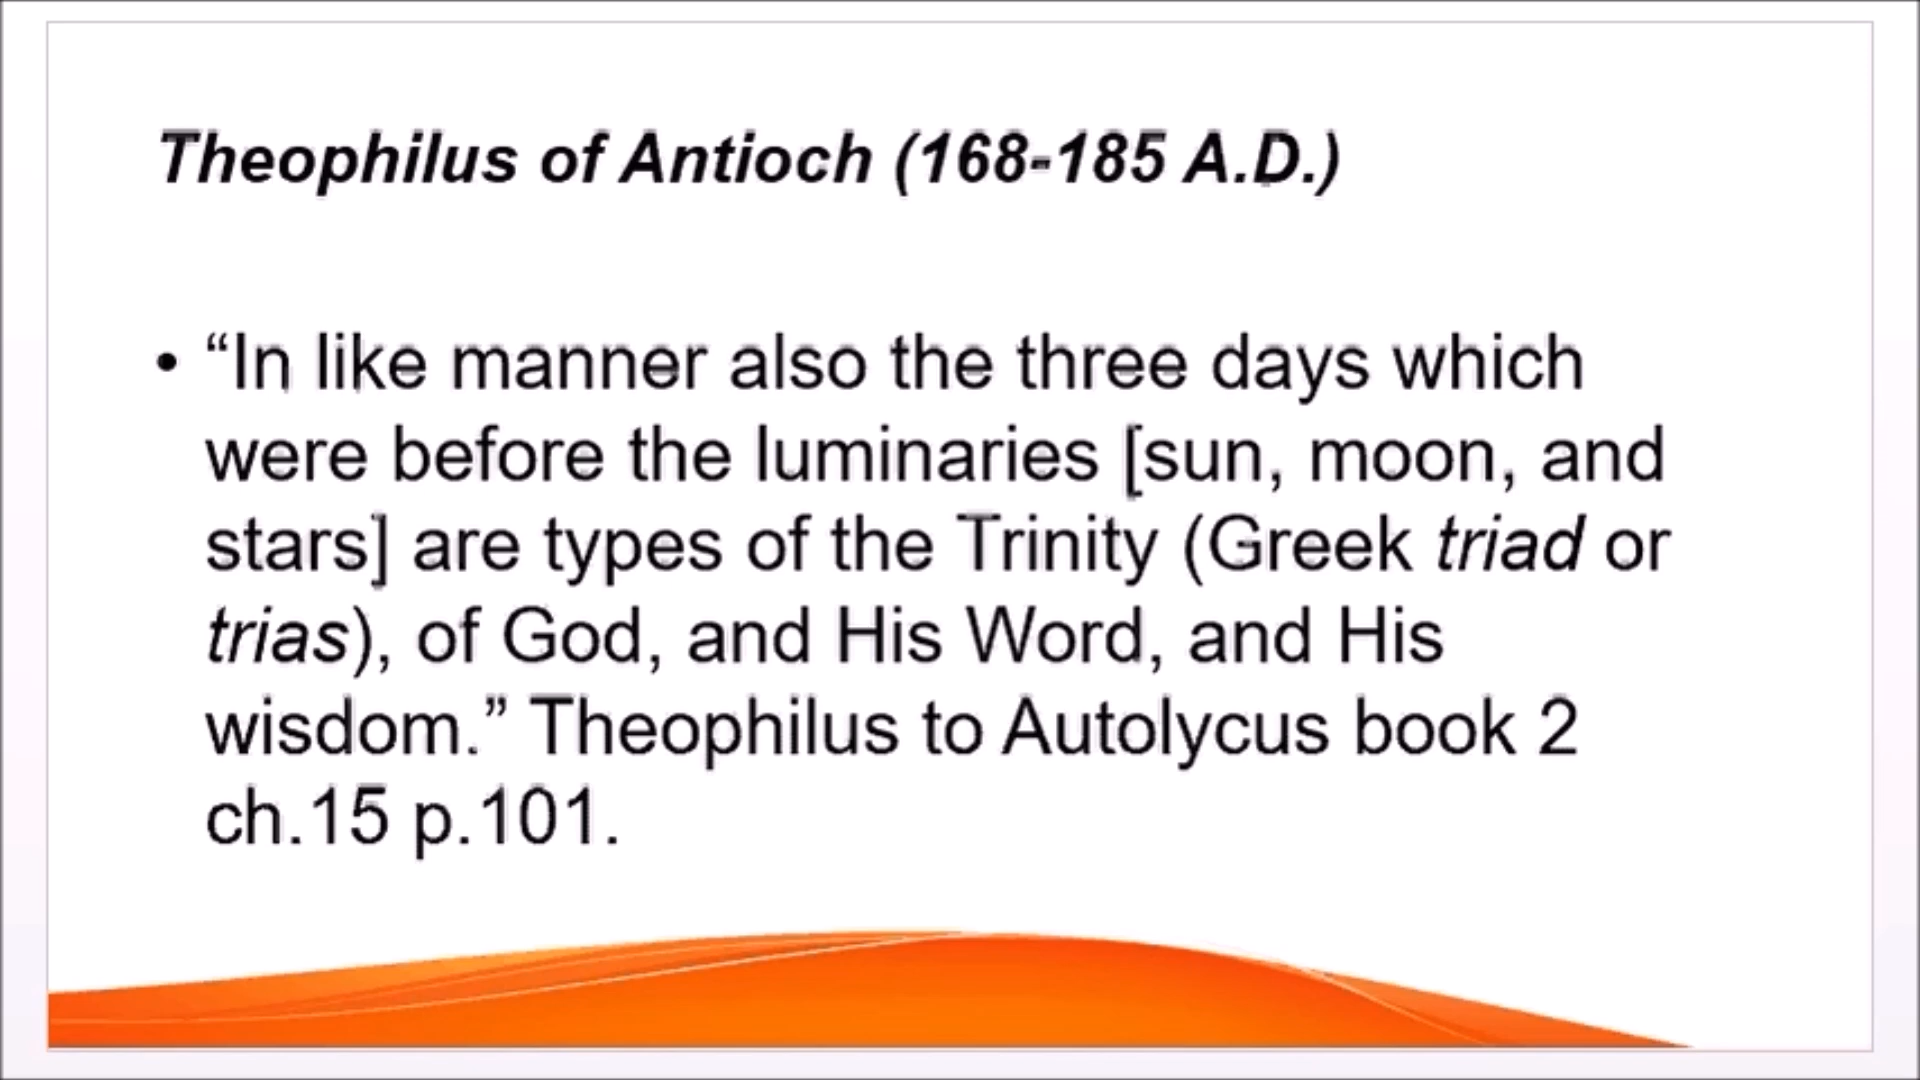 Theophilus of Antioch (168-185 A.D.)
• “In like manner also the three days which
were before the luminaries [sun, moon, and
stars] are types of the Trinity (Greek triad or
trias), of God, and His Word, and His
wisdom.” Theophilus to Autolycus book 2
ch.15 p.101.